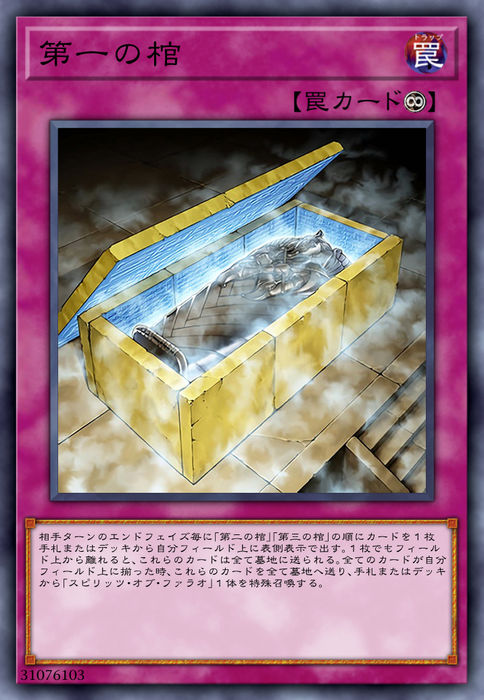 第一の棺
トラップ
罠
【罠カード】
相手ターンのエンドフェイズ毎に「第二の棺」「第三の棺」の順にカードを１枚
手札またはデッキから自分フィールド上に表側表示で出す。１枚でもフィール
ド上から離れると、これらのカードは全て墓地に送られる。全てのカードが自分
フィールド上に揃った時、これらのカードを全て墓地へ送り、手札またはデッキ
から「スピリッツ・オブ・ファラオ」１体を特殊召喚する。
31076103